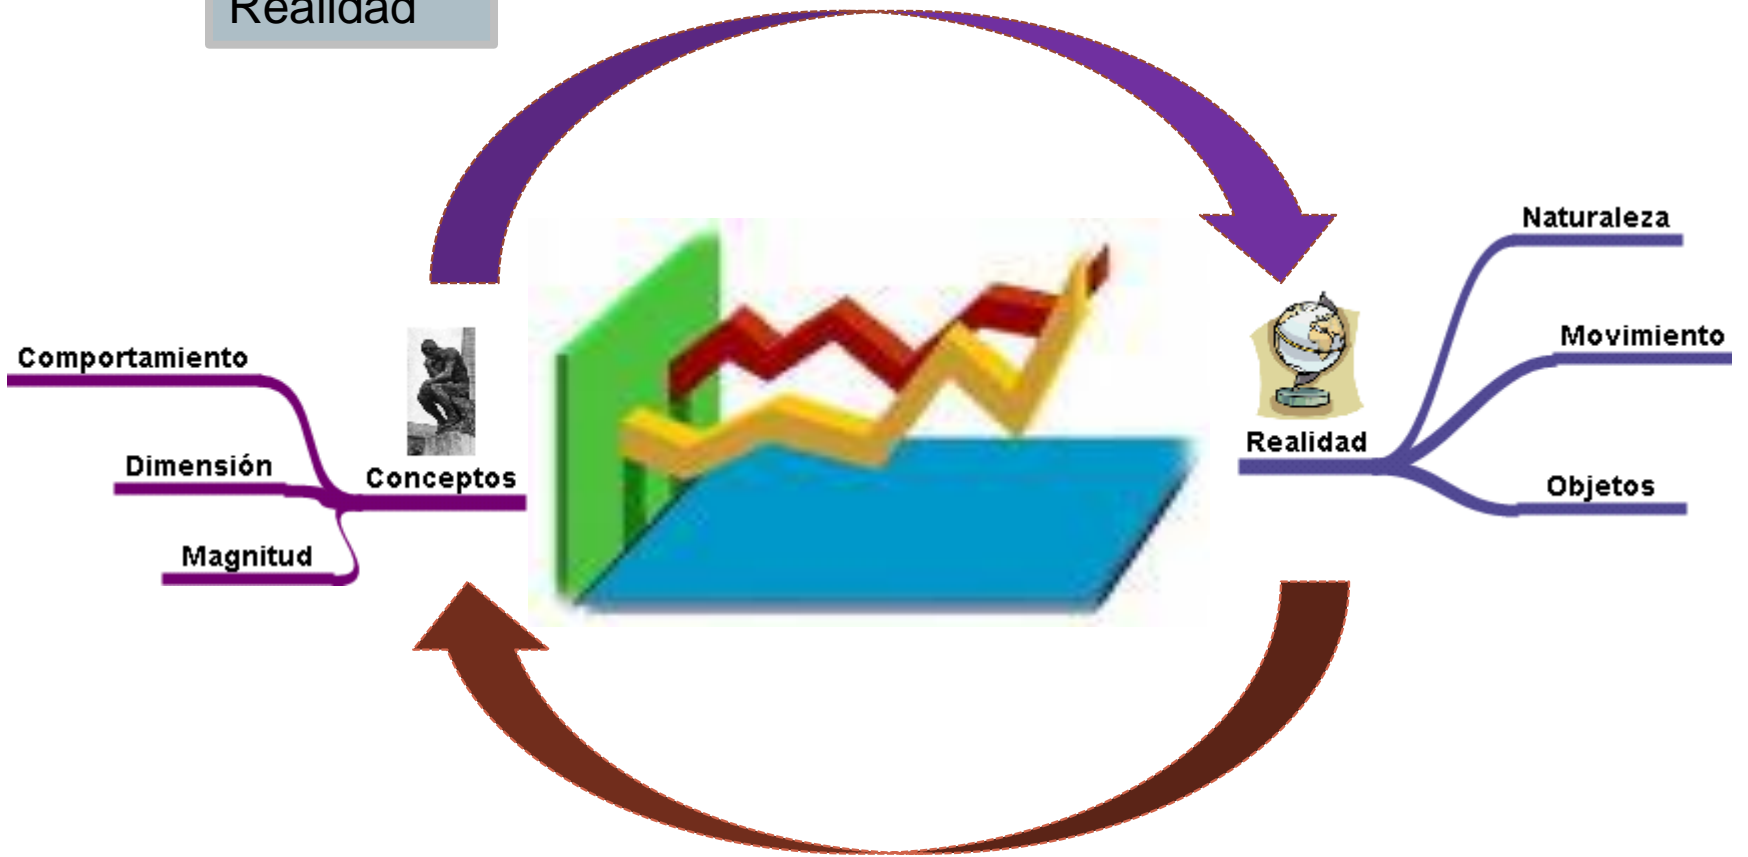 Realidad
Comportamiento
Dimensión
Magnitud
Conceptos
Naturaleza
Movimiento
Realidad
Objetos